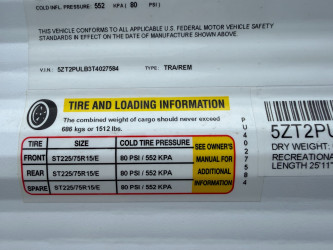 COLD INFL. PRESSURE: 552 KPA ( 80 PSI )
THIS VEHICLE CONFORMS TO ALL APPLICABLE U.S. FEDERAL MOTOR VEHICLE SAFETY
STANDARDS IN EFFECT ON THE DATE OF MANUFACTURE SHOWN ABOVE.
V.I.N.: 5ZT2PULB3T4027584 TYPE: TRA/REM
TIRE AND LOADING INFORMATION
The combined weight of cargo should never exceed
686 kgs or 1512 lbs.
TIRE SIZE COLD TIRE PRESSURE
FRONT ST225/75R15/E 80 PSI / 552 KPA
REAR ST225/75R15/E 80 PSI / 552 KPA
SPARE ST225/75R15/E 80 PSI / 552 KPA
SEE OWNER'S
MANUAL FOR
ADDITIONAL
INFORMATION
PU4027584
5ZT2PU
DRY WEIGHT:
RECREATIONA
LENGTH 25'11"